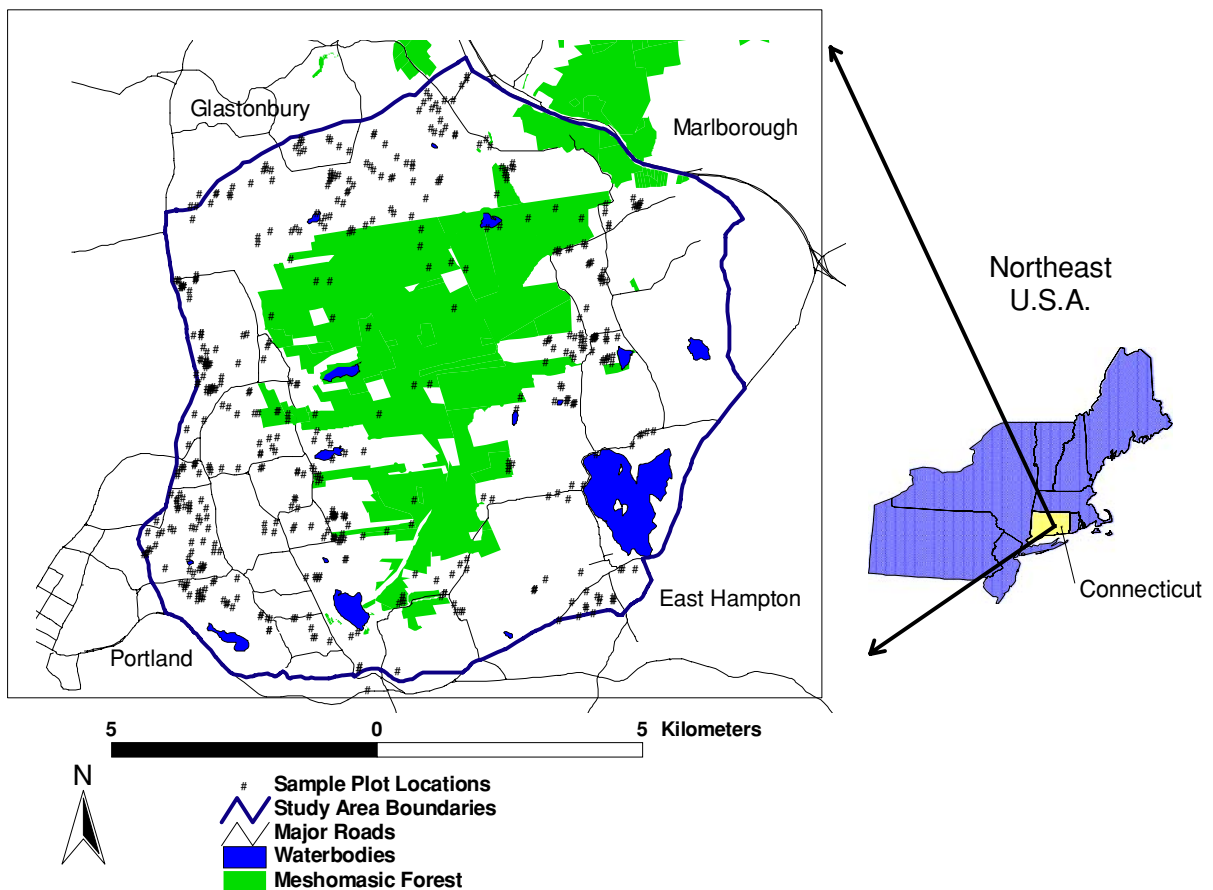 Glastonbury
Marlborough
Northeast
U.S.A.
Connecticut
East Hampton
Portland
5 0 5 Kilometers
N
# Sample Plot Locations
Study Area Boundaries
Major Roads
Waterbodies
Meshomasic Forest